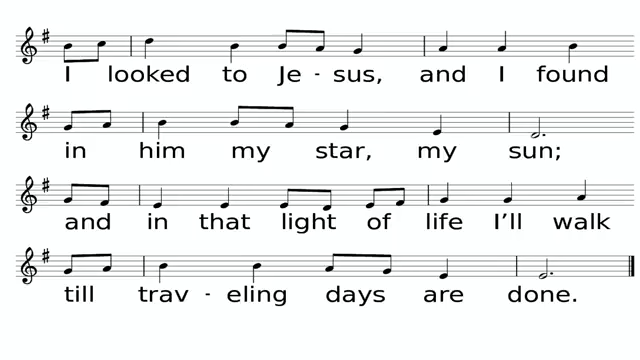 I looked to Je - sus, and I found
in him my star, my sun;
and in that light of life I'll walk
till trav - eling days are done.